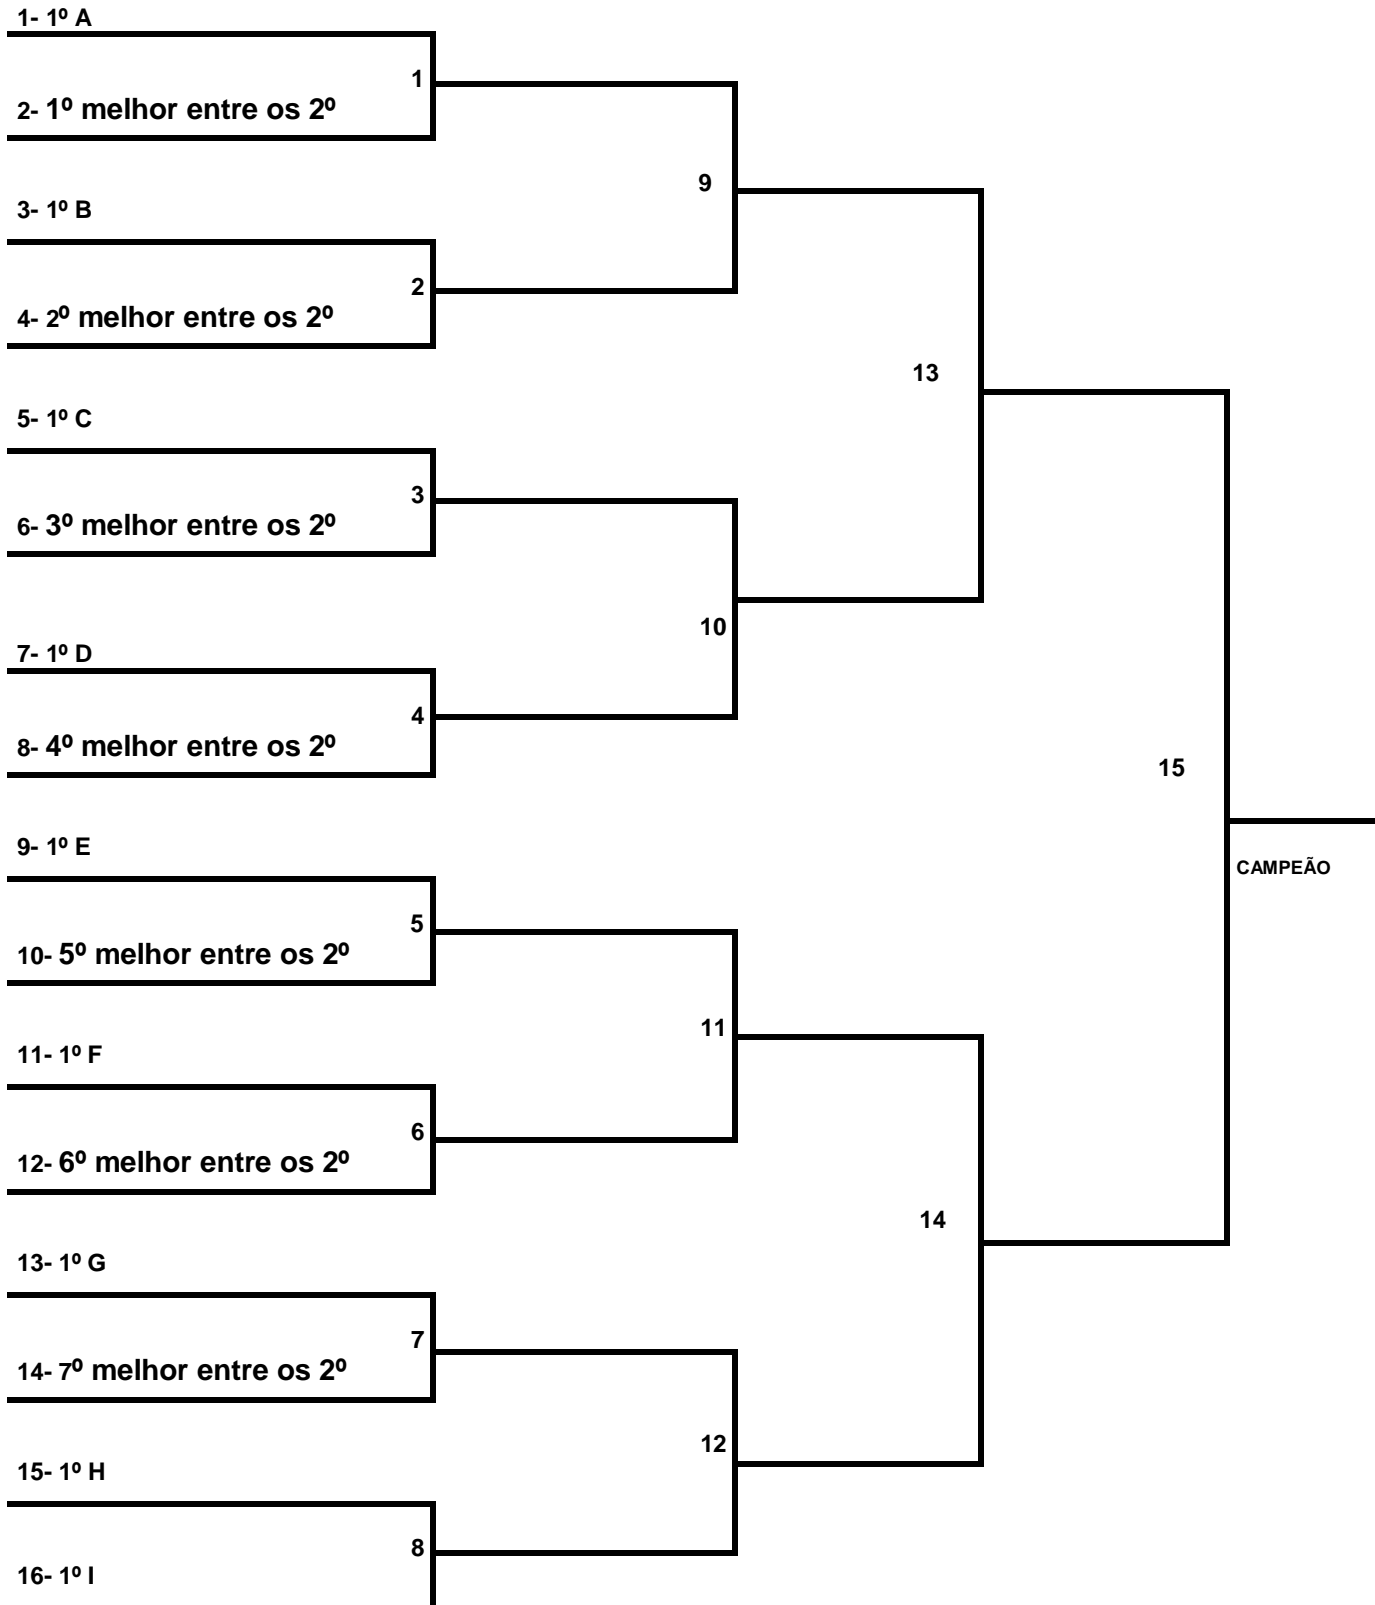 1- 1º A
1
2- 1º melhor entre os 2º
9
3- 1º B
2
4- 2º melhor entre os 2º
13
5- 1º C
3
6- 3º melhor entre os 2º
10
7- 1º D
4
8- 4º melhor entre os 2º
15
9- 1º E
CAMPEÃO
5
10- 5º melhor entre os 2º
11
11- 1º F
6
12- 6º melhor entre os 2º
14
13- 1º G
7
14- 7º melhor entre os 2º
12
15- 1º H
8
16- 1º I